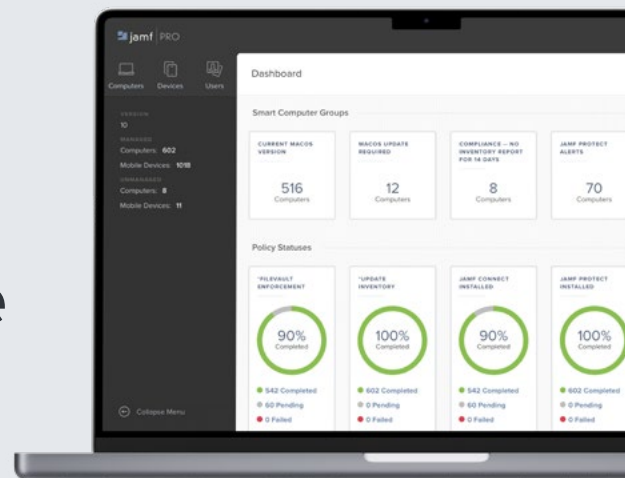 jamf PRO
Computers Devices Users
VERSION
10
MANAGED
Computers: 602
Mobile Devices: 1018
UNMANAGED
Computers: 8
Mobile Devices: 11
Collapse Menu
Dashboard
Smart Computer Groups
CURRENT MACOS
VERSION
516
Computers
MACOS UPDATE
REQUIRED
12
Computers
COMPLIANCE – NO
INVENTORY REPORT
FOR 14 DAYS
8
Computers
JAMF PROTECT
ALERTS
70
Computers
Policy Statuses
*FILEVAULT
ENFORCEMENT
90%
Completed
542 Completed
60 Pending
0 Failed
*UPDATE
INVENTORY
100%
Completed
602 Completed
0 Pending
0 Failed
JAMF CONNECT
INSTALLED
90%
Completed
542 Completed
60 Pending
0 Failed
JAMF PROTECT
INSTALLED
100%
Completed
602 Completed
0 Pending
0 Failed
e